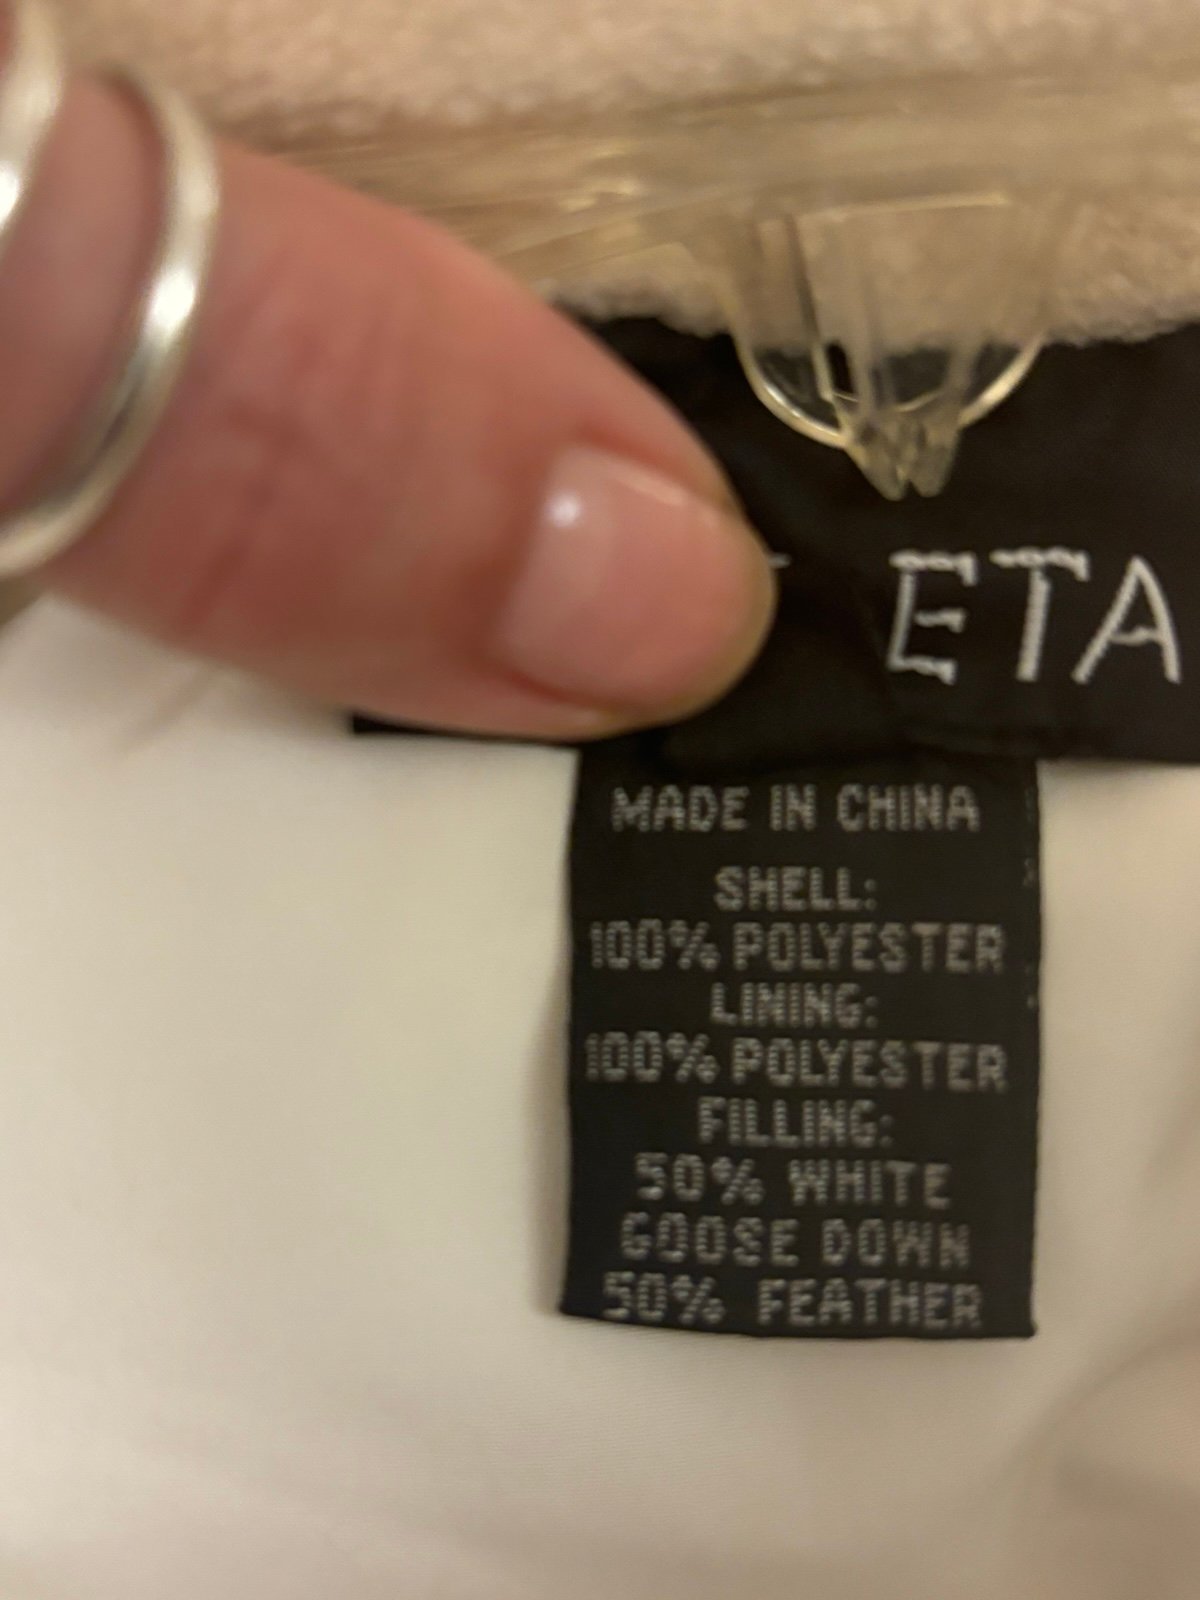 ETA
MADE IN CHINA
SHELL:
100% POLYESTER
LINING:
100% POLYESTER
FILLING:
50% WHITE
GOOSE DOWN
50% FEATHER